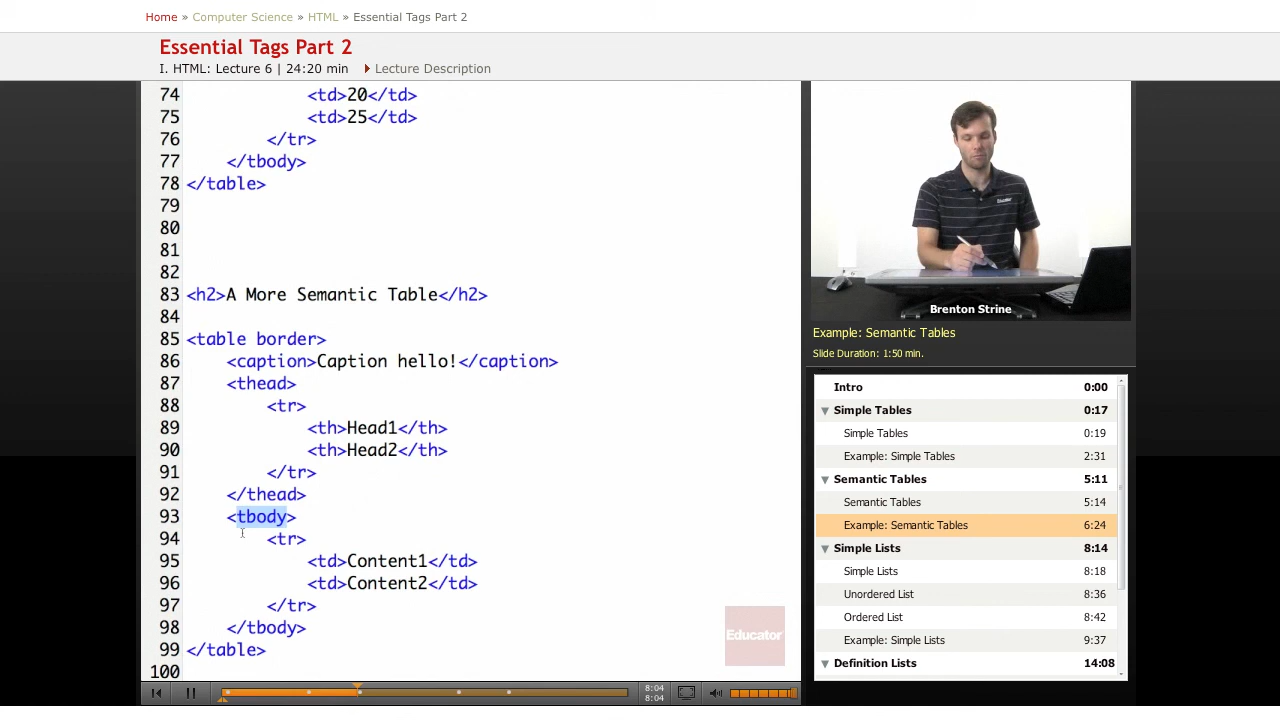 Home » Computer Science » HTML » Essential Tags Part 2
Essential Tags Part 2
I. HTML: Lecture 6 | 24:20 min Lecture Description
74 <td>20</td>
75 <td>25</td>
76 </tr>
77 </tbody>
78 </table>
79
80
81
82
83 <h2>A More Semantic Table</h2>
84
85 <table border>
86 <caption>Caption hello!</caption>
87 <thead>
88 <tr>
89 <th>Head1</th>
90 <th>Head2</th>
91 </tr>
92 </thead>
93 <tbody>
94 <tr>
95 <td>Content1</td>
96 <td>Content2</td>
97 </tr>
98 </tbody>
99 </table>
100
Educator
8:04
8:04
Brenton Strine
Example: Semantic Tables
Slide Duration: 1:50 min.
Intro 0:00
Simple Tables 0:17
Simple Tables 0:19
Example: Simple Tables 2:31
Semantic Tables 5:11
Semantic Tables 5:14
Example: Semantic Tables 6:24
Simple Lists 8:14
Simple Lists 8:18
Unordered List 8:36
Ordered List 8:42
Example: Simple Lists 9:37
Definition Lists 14:08